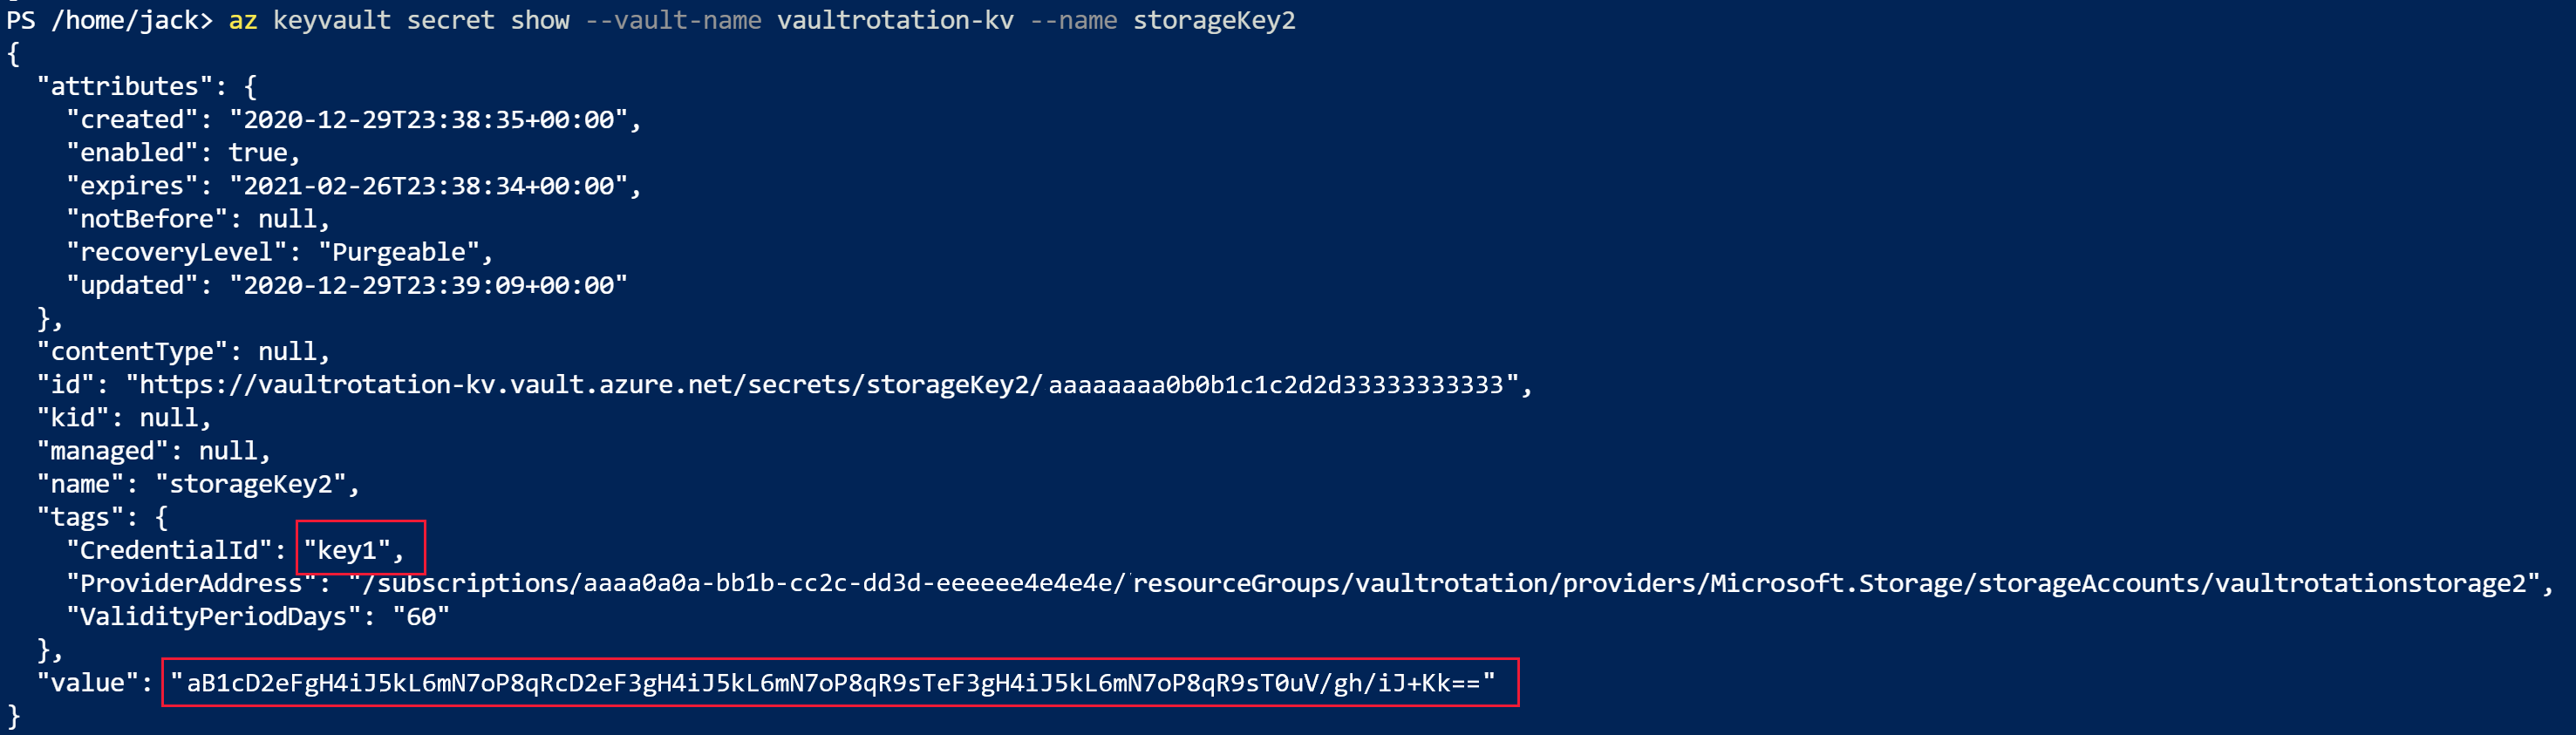 PS /home/jack> az keyvault secret show --vault-name vaultrotation-kv --name storageKey2
{
  "attributes": {
    "created": "2020-12-29T23:38:35+00:00",
    "enabled": true,
    "expires": "2021-02-26T23:38:34+00:00",
    "notBefore": null,
    "recoveryLevel": "Purgeable",
    "updated": "2020-12-29T23:39:09+00:00"
  },
  "contentType": null,
  "id": "https://vaultrotation-kv.vault.azure.net/secrets/storageKey2/aaaaaaaa0b0b1c1c2d2d33333333333",
  "kid": null,
  "managed": null,
  "name": "storageKey2",
  "tags": {
    "CredentialId": "key1",
    "ProviderAddress": "/subscriptions/aaaa0a0a-bb1b-cc2c-dd3d-eeeeee4e4e4e/resourceGroups/vaultrotation/providers/Microsoft.Storage/storageAccounts/vaultrotationstorage2",
    "ValidityPeriodDays": "60"
  },
  "value": "aB1cD2eFgH4iJ5kL6mN7oP8qRcD2eF3gH4iJ5kL6mN7oP8qR9sTeF3gH4iJ5kL6mN7oP8qR9sT0uV/gh/iJ+Kk=="
}